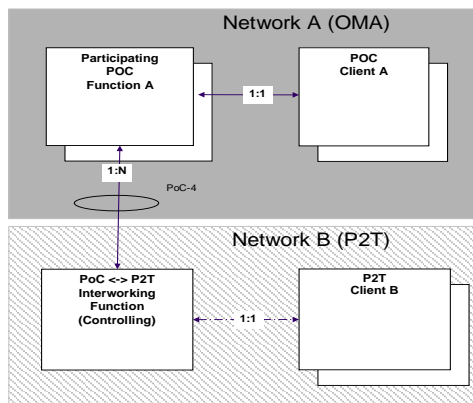 Network A (OMA)
Participating
POC
Function A
POC
Client A
1:1
1:N
PoC-4
Network B (P2T)
PoC <-> P2T
Interworking
Function
(Controlling)
P2T
Client B
1:1